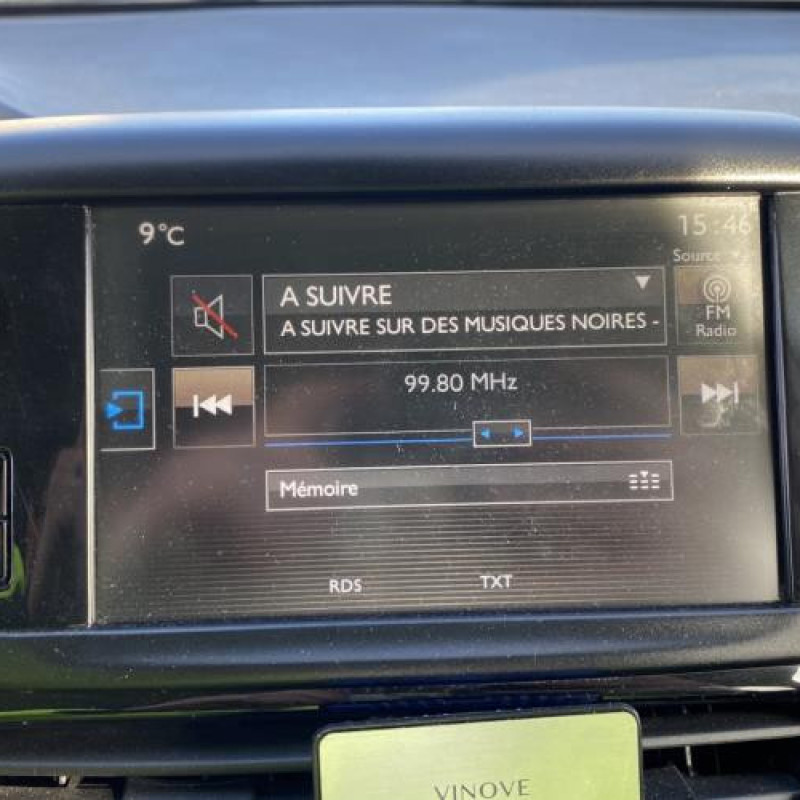 9°C
15:46
Source
A SUIVRE
A SUIVRE SUR DES MUSIQUES NOIRES -
FM
Radio
99.80 MHz
Mémoire
RDS TXT
VINOVE